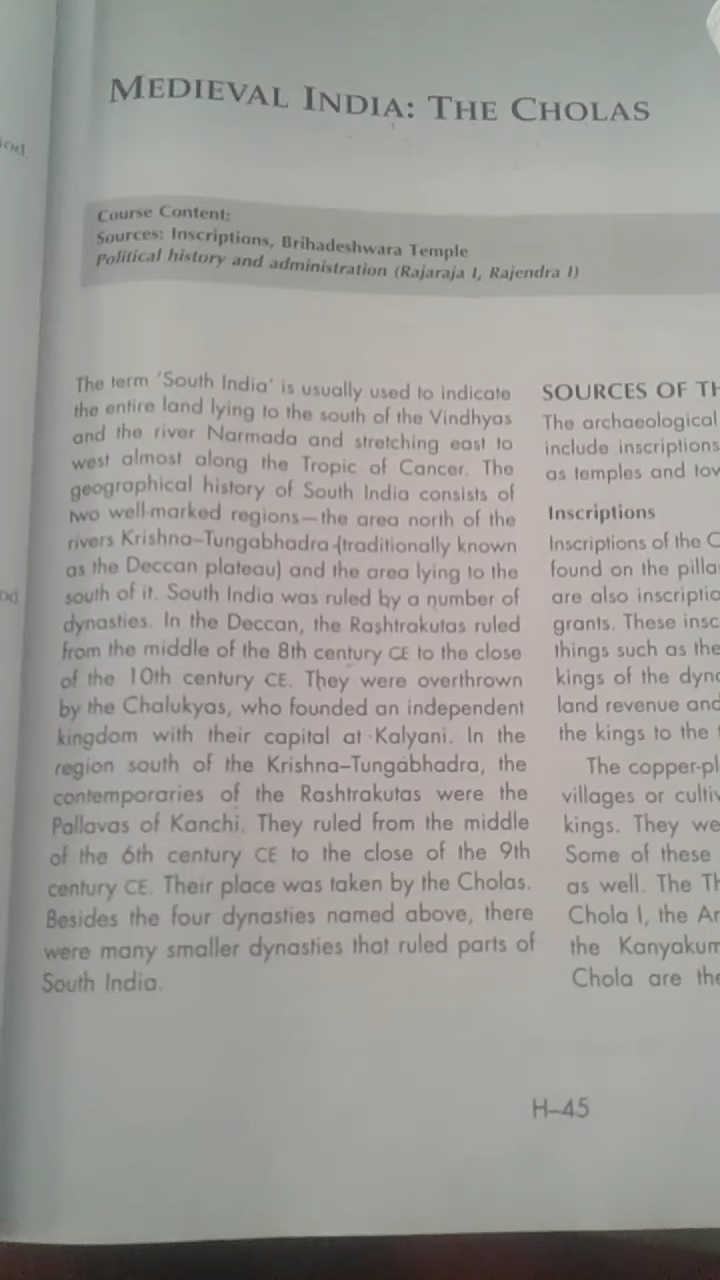 MEDIEVAL INDIA: THE CHOLAS
Course Content:
Sources: Inscriptions, Brihadeshwara Temple
Political history and administration (Rajaraja I, Rajendra I)
The term 'South India' is usually used to indicate
the entire land lying to the south of the Vindhyas
and the river Narmada and stretching east to
west almost along the Tropic of Cancer. The
geographical history of South India consists of
two well-marked regions—the area north of the
rivers Krishna–Tungabhadra (traditionally known
as the Deccan plateau) and the area lying to the
south of it. South India was ruled by a number of
dynasties. In the Deccan, the Rashtrakutas ruled
from the middle of the 8th century CE to the close
of the 10th century CE. They were overthrown
by the Chalukyas, who founded an independent
kingdom with their capital at Kalyani. In the
region south of the Krishna–Tungabhadra, the
contemporaries of the Rashtrakutas were the
Pallavas of Kanchi. They ruled from the middle
of the 6th century CE to the close of the 9th
century CE. Their place was taken by the Cholas.
Besides the four dynasties named above, there
were many smaller dynasties that ruled parts of
South India.
SOURCES OF
The archaeological
include inscriptions
as temples and
Inscriptions
Inscriptions of the
found on the
are also
grants. These
things such as the
kings of the
land revenue and
the kings to the
The
villages or
kings. They
Some of these
as well. The
Chola I, the
the
Chola are
H–45